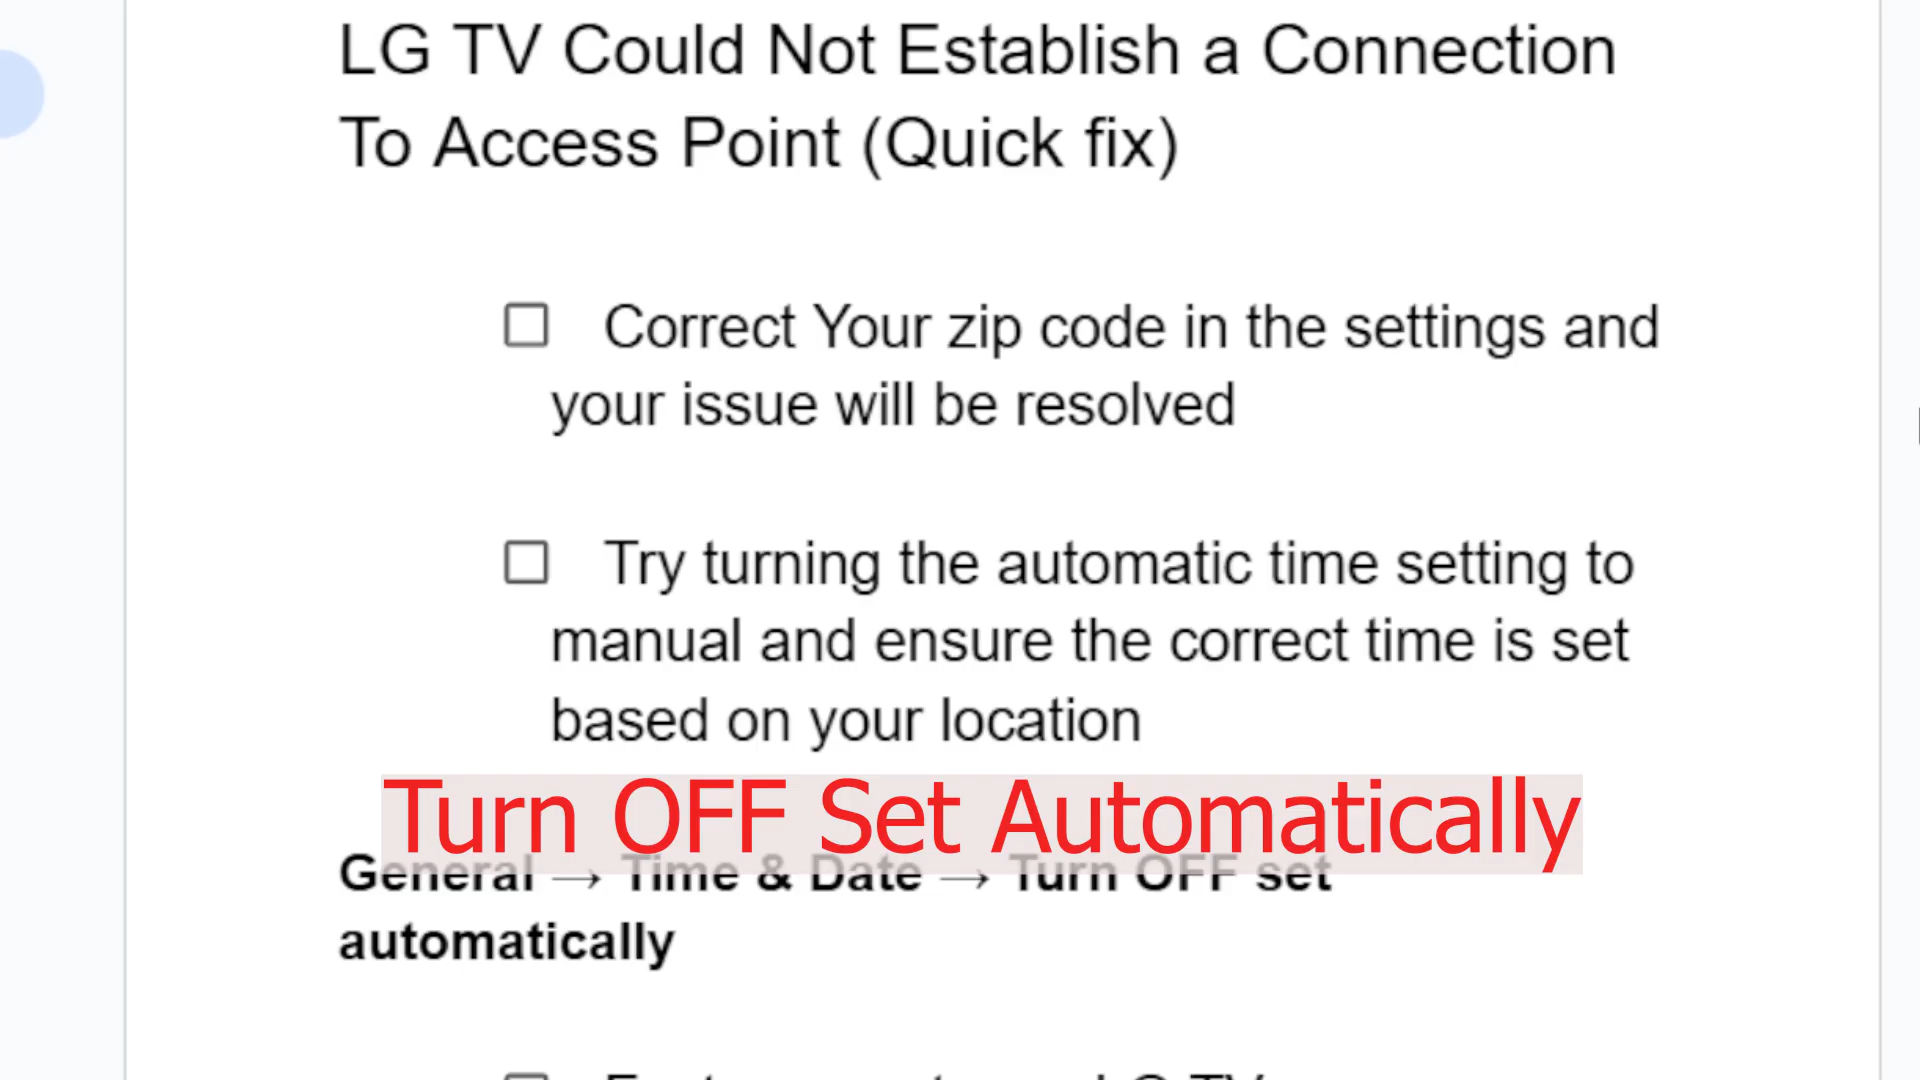 LG TV Could Not Establish a Connection
To Access Point (Quick fix)
Correct Your zip code in the settings and
your issue will be resolved
Try turning the automatic time setting to
manual and ensure the correct time is set
based on your location
Turn OFF Set Automatically
General → Time & Date → Turn OFF set
automatically
LG TV